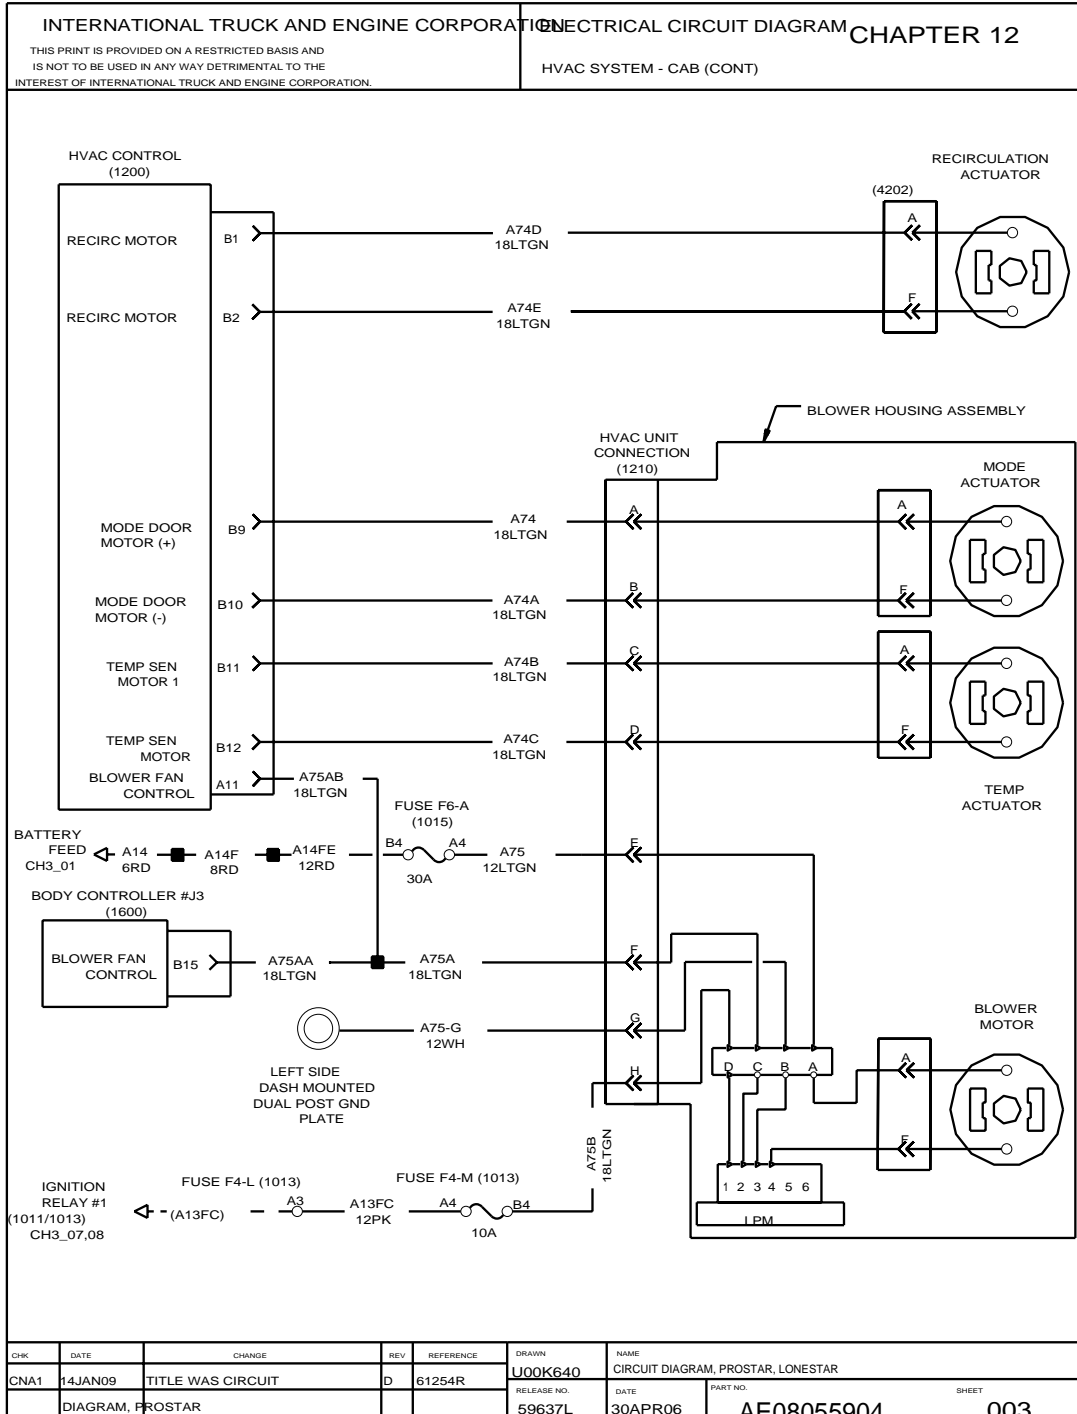 INTERNATIONAL TRUCK AND ENGINE CORPORATION
THIS PRINT IS PROVIDED ON A RESTRICTED BASIS AND
IS NOT TO BE USED IN ANY WAY DETRIMENTAL TO THE
INTEREST OF INTERNATIONAL TRUCK AND ENGINE CORPORATION.
ELECTRICAL CIRCUIT DIAGRAM
CHAPTER 12
HVAC SYSTEM - CAB (CONT)
HVAC CONTROL
(1200)
RECIRCULATION
ACTUATOR
(4202)
RECIRC MOTOR
B1
A74D
18LTGN
A
RECIRC MOTOR
B2
A74E
18LTGN
F
BLOWER HOUSING ASSEMBLY
HVAC UNIT
CONNECTION
(1210)
MODE
ACTUATOR
MODE DOOR
MOTOR (+)
B9
A74
18LTGN
A
A
MODE DOOR
MOTOR (-)
B10
A74A
18LTGN
B
F
TEMP SEN
MOTOR 1
B11
A74B
18LTGN
C
A
TEMP SEN
MOTOR
B12
A74C
18LTGN
D
F
TEMP
ACTUATOR
BLOWER FAN
CONTROL
A11
A75AB
18LTGN
FUSE F6-A
(1015)
BATTERY
FEED
CH3_01
A14
6RD
A14F
8RD
A14FE
12RD
B4
A4
30A
A75
12LTGN
E
BODY CONTROLLER #J3
(1600)
BLOWER FAN
CONTROL
B15
A75AA
18LTGN
A75A
18LTGN
F
A75-G
12WH
G
LEFT SIDE
DASH MOUNTED
DUAL POST GND
PLATE
H
D C B A
BLOWER
MOTOR
A
F
A75B
18LTGN
1 2 3 4 5 6
LPM
IGNITION
RELAY #1
(1011/1013)
CH3_07,08
(A13FC)
FUSE F4-L (1013)
A3
A13FC
12PK
FUSE F4-M (1013)
A4
B4
10A
CHK DATE CHANGE REV REFERENCE
CNA1 14JAN09 TITLE WAS CIRCUIT D 61254R
DIAGRAM, PROSTAR
DRAWN
U00K640
NAME
CIRCUIT DIAGRAM, PROSTAR, LONESTAR
RELEASE NO.
59637L
DATE
30APR06
PART NO.
AE08055904
SHEET
003